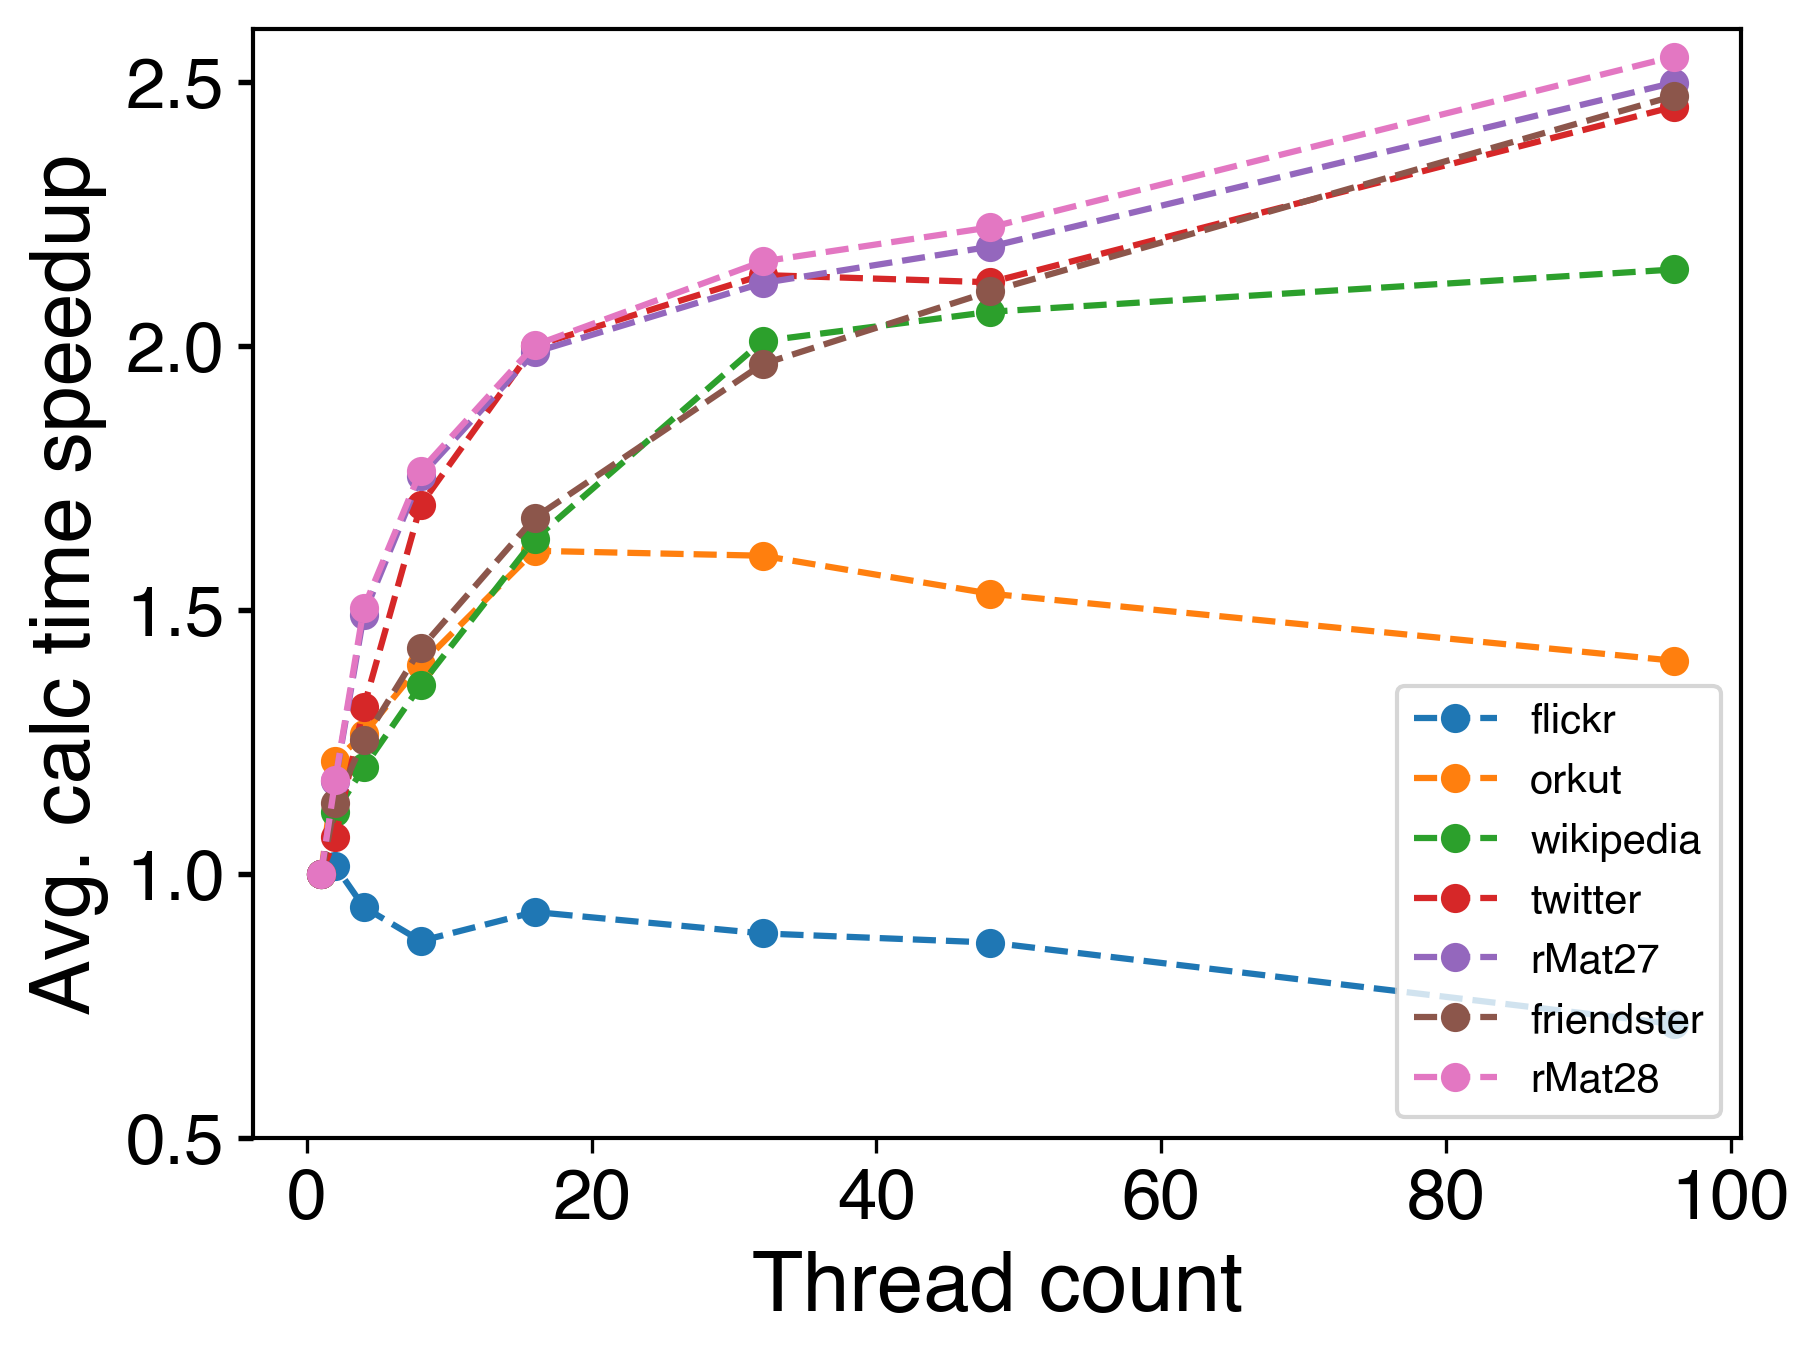 Avg. calc time speedup
2.5
2.0
1.5
1.0
0.5
0 20 40 60 80 100
Thread count
flickr
orkut
wikipedia
twitter
rMat27
friendster
rMat28